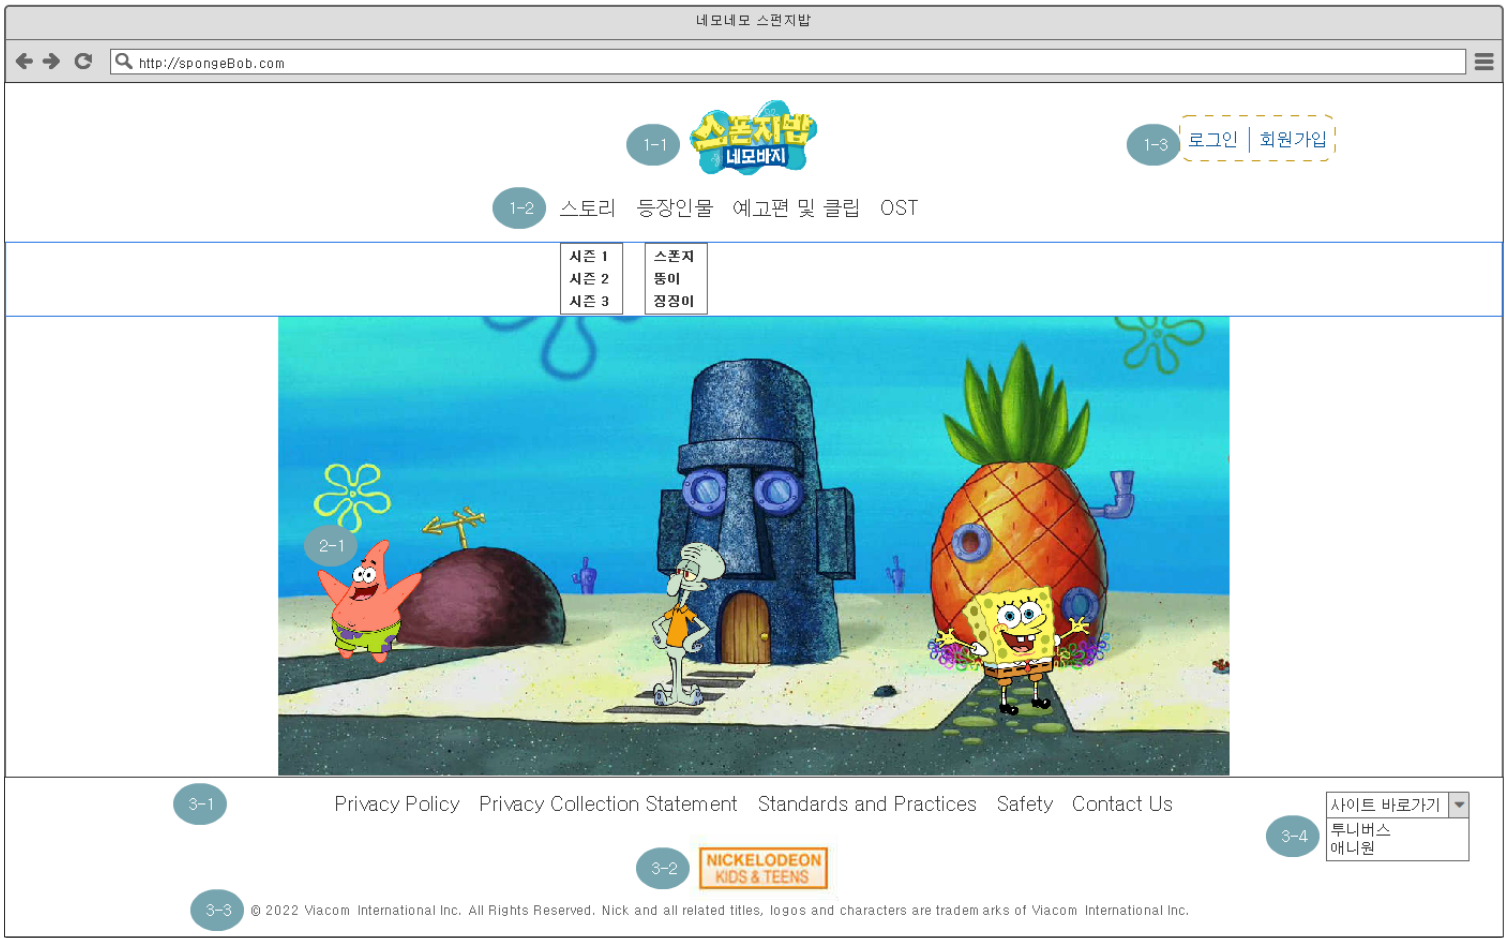 네모네모 스펀지밥
http://spongeBob.com
1-1
스폰지밥
네모바지
1-3 로그인 | 회원가입
1-2 스토리 등장인물 예고편 및 클립 OST
시즌 1 스폰지
시즌 2 뚱이
시즌 3 징징이
2-1
3-1 Privacy Policy Privacy Collection Statement Standards and Practices Safety Contact Us
사이트 바로가기
3-4 투니버스
애니원
3-2 NICKELODEON
KIDS & TEENS
3-3 © 2022 Viacom International Inc. All Rights Reserved. Nick and all related titles, logos and characters are trademarks of Viacom International Inc.